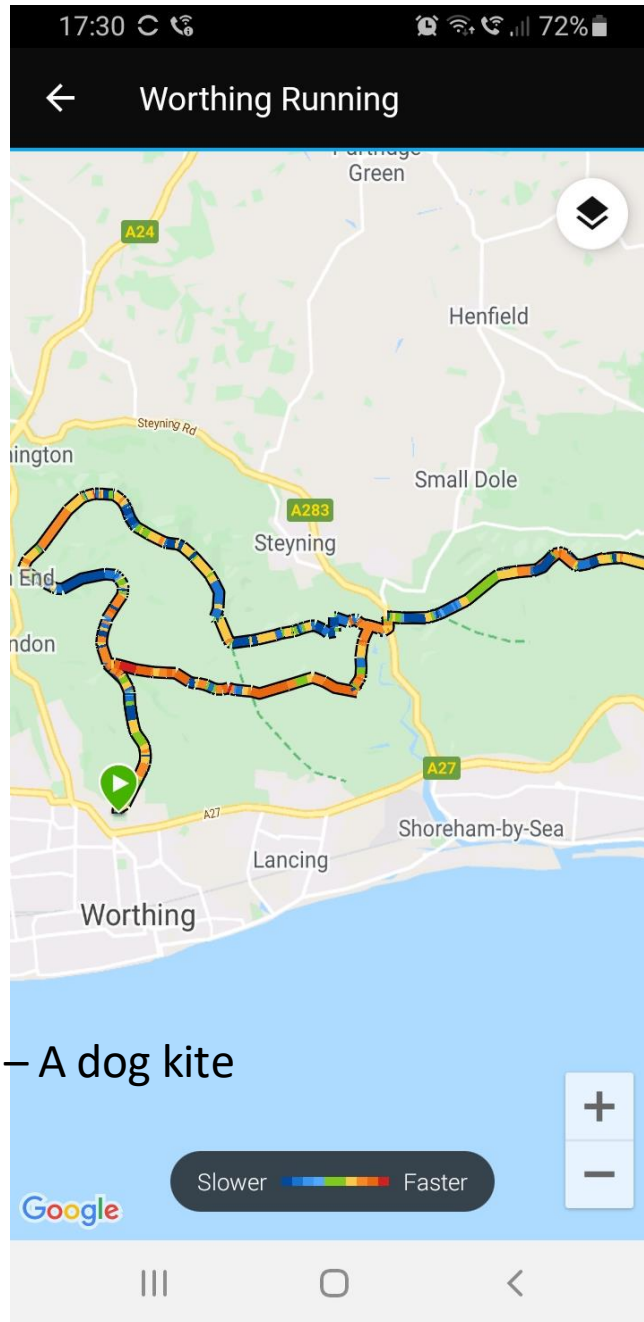 17:30
72%
Worthing Running
Green
A24
Henfield
Steyning Rd
ington
Small Dole
A283
Steyning
End
ndon
A27
A27
Shoreham-by-Sea
Lancing
Worthing
– A dog kite
Slower Faster
Google